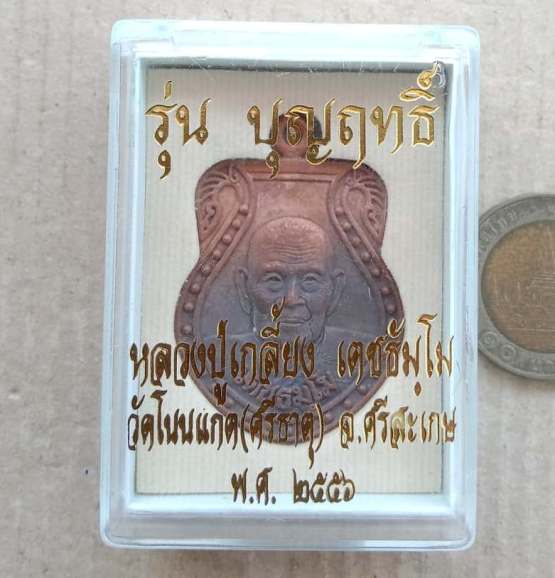 รุ่น บุญฤทธิ์
หลวงปู่เกลี้ยง เตชธัมฺโม
วัดโนนแกด(ศรีธาตุ) จ.ศรีสะเกษ
พ.ศ. ๒๕๕๖